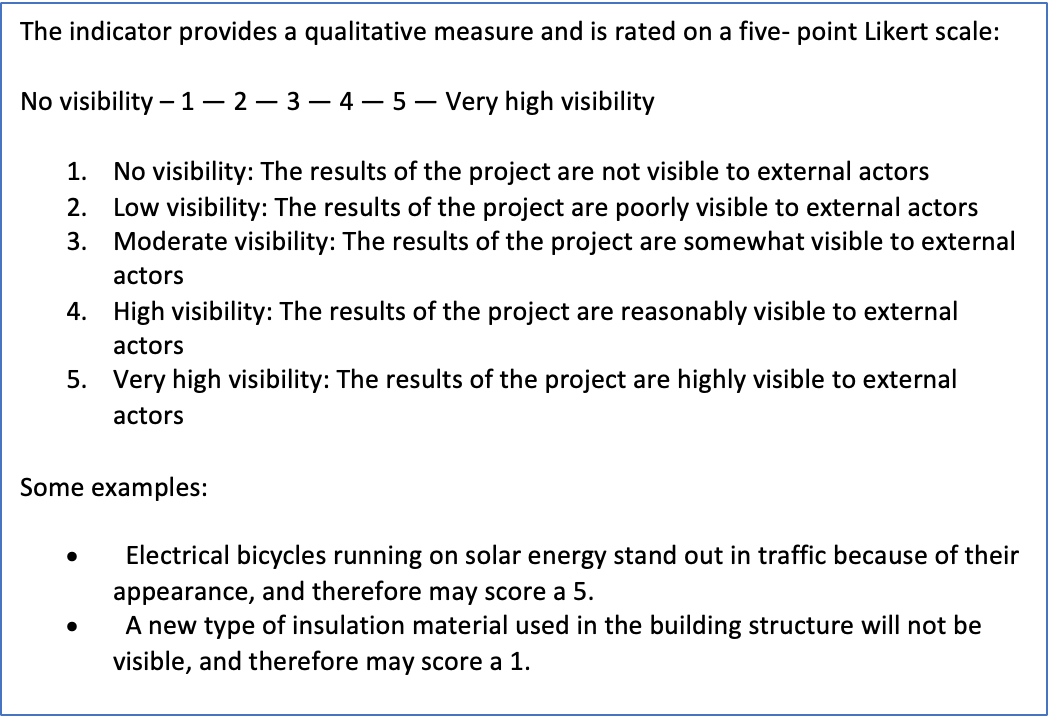 The indicator provides a qualitative measure and is rated on a five- point Likert scale:
No visibility – 1 — 2 — 3 — 4 — 5 — Very high visibility
1. No visibility: The results of the project are not visible to external actors
2. Low visibility: The results of the project are poorly visible to external actors
3. Moderate visibility: The results of the project are somewhat visible to external
actors
4. High visibility: The results of the project are reasonably visible to external
actors
5. Very high visibility: The results of the project are highly visible to external
actors
Some examples:
• Electrical bicycles running on solar energy stand out in traffic because of their
appearance, and therefore may score a 5.
• A new type of insulation material used in the building structure will not be
visible, and therefore may score a 1.